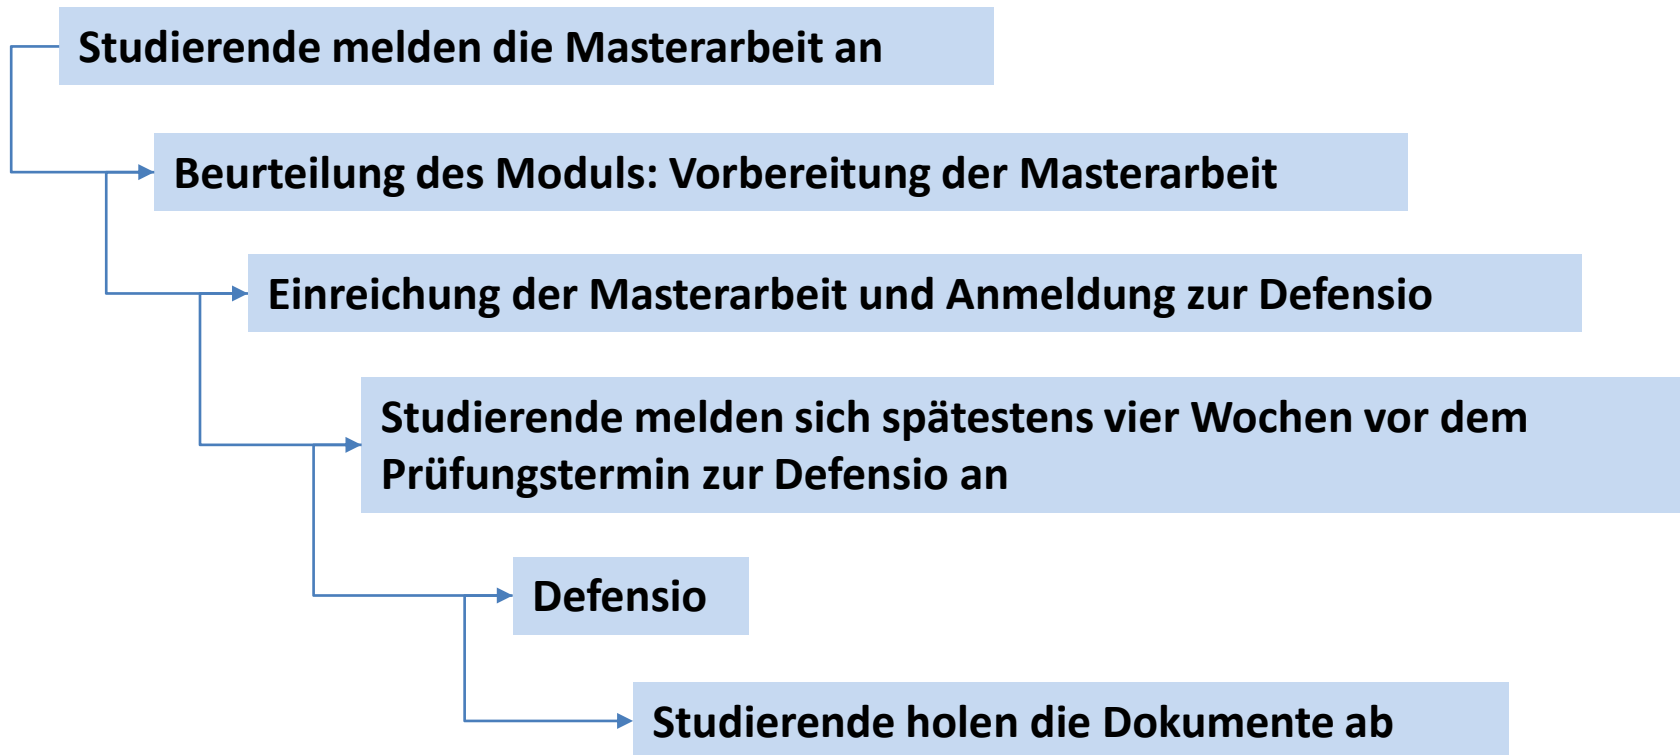 Studierende melden die Masterarbeit an
Beurteilung des Moduls: Vorbereitung der Masterarbeit
Einreichung der Masterarbeit und Anmeldung zur Defensio
Studierende melden sich spätestens vier Wochen vor dem
Prüfungstermin zur Defensio an
Defensio
Studierende holen die Dokumente ab